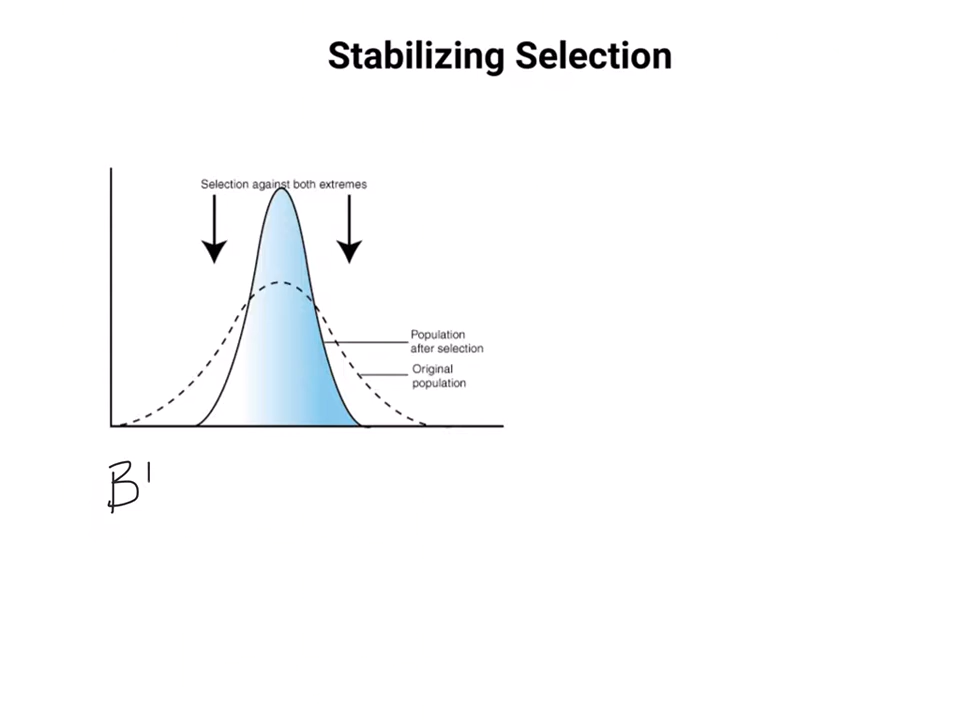 Stabilizing Selection
Selection against both extremes
Population
after selection
Original
population
B